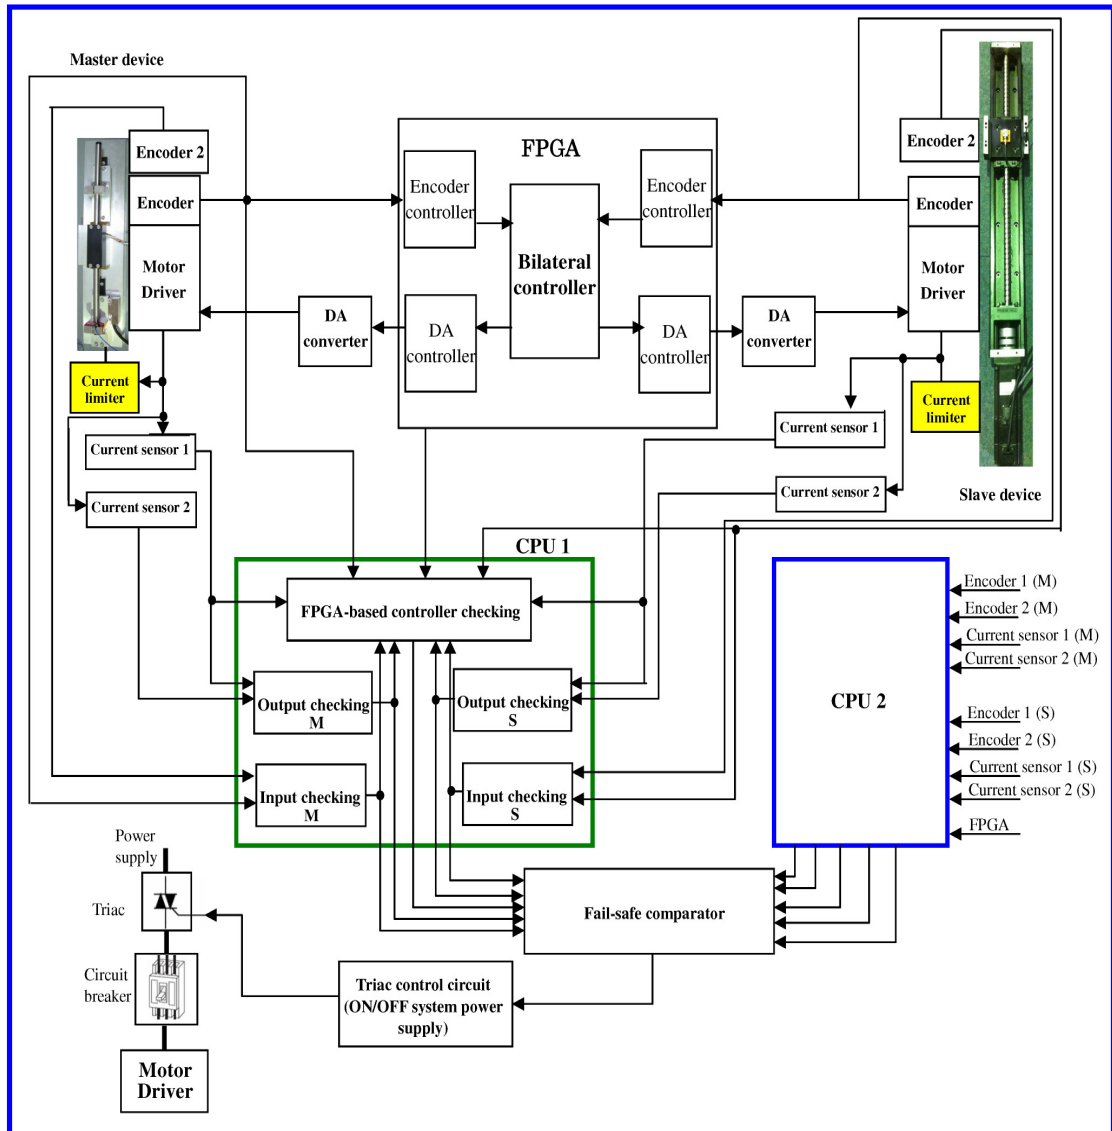 Master device
Encoder 2
Encoder
Motor
Driver
Current
limiter
Current sensor 1
Current sensor 2
DA
converter
FPGA
Encoder
controller
Encoder
controller
Bilateral
controller
DA
controller
DA
controller
DA
converter
Encoder 2
Encoder
Motor
Driver
Current
limiter
Current sensor 1
Current sensor 2
Slave device
CPU 1
FPGA-based controller checking
Output checking
M
Output checking
S
Input checking
M
Input checking
S
CPU 2
Encoder 1 (M)
Encoder 2 (M)
Current sensor 1 (M)
Current sensor 2 (M)
Encoder 1 (S)
Encoder 2 (S)
Current sensor 1 (S)
Current sensor 2 (S)
FPGA
Fail-safe comparator
Triac control circuit
(ON/OFF system power
supply)
Power
supply
Triac
Circuit
breaker
Motor
Driver